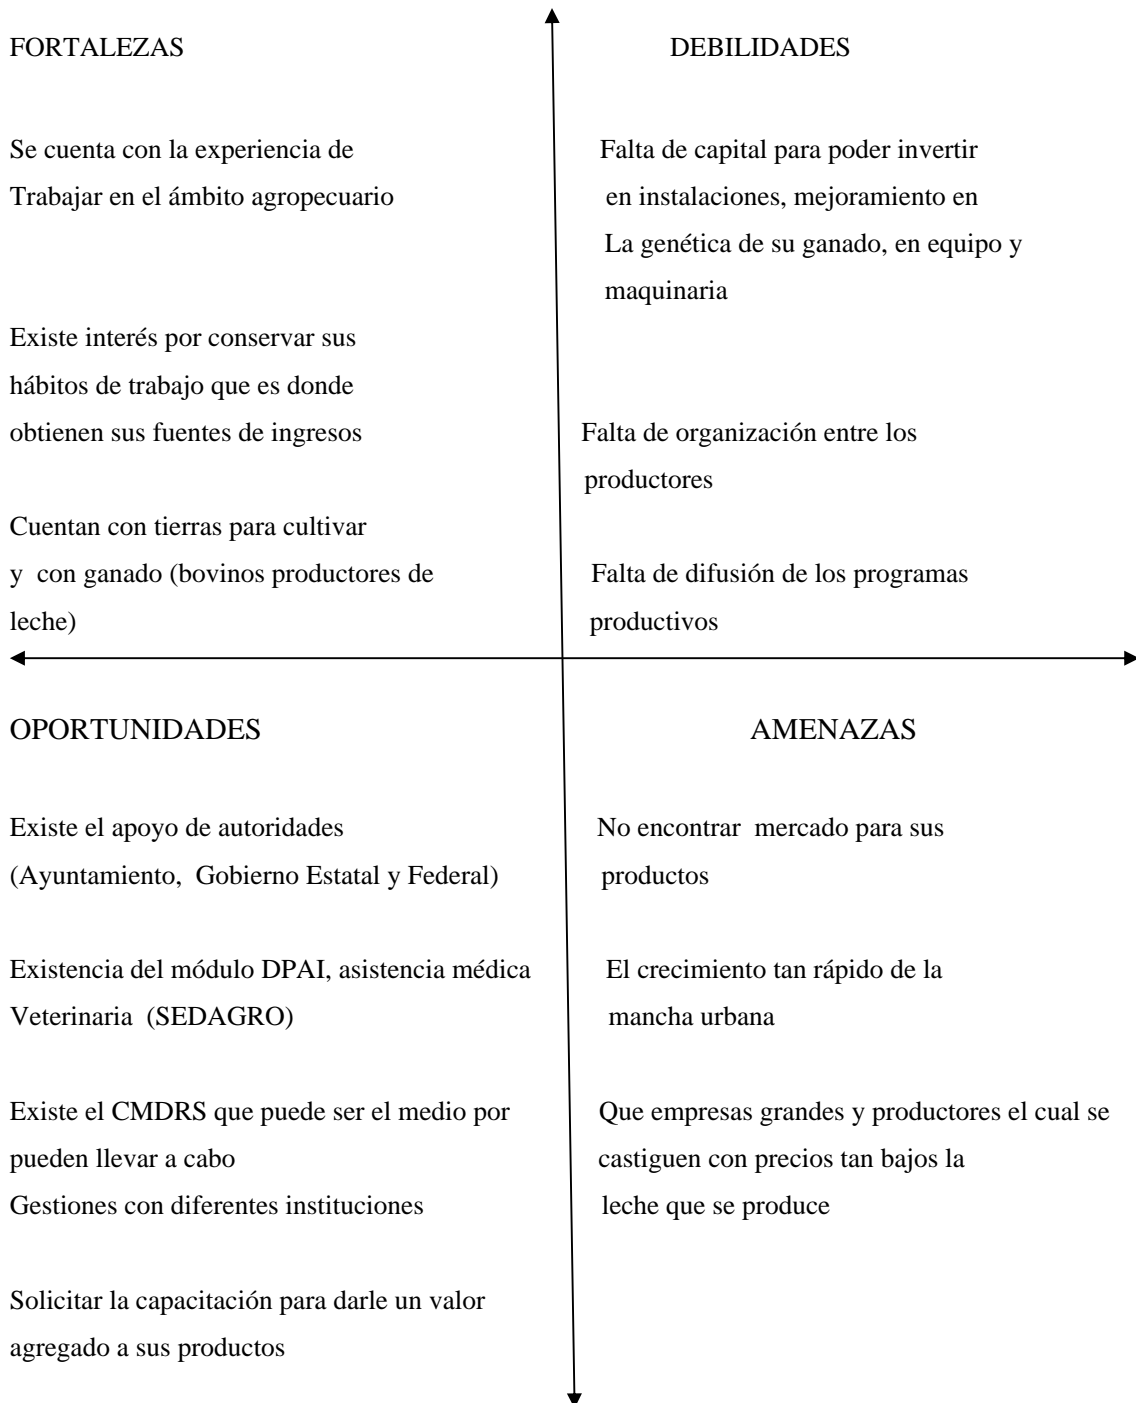 FORTALEZAS
Se cuenta con la experiencia de
Trabajar en el ámbito agropecuario
Existe interés por conservar sus
hábitos de trabajo que es donde
obtienen sus fuentes de ingresos
Cuentan con tierras para cultivar
y con ganado (bovinos productores de
leche)
DEBILIDADES
Falta de capital para poder invertir
en instalaciones, mejoramiento en
La genética de su ganado, en equipo y
maquinaria
Falta de organización entre los
productores
Falta de difusión de los programas
productivos
OPORTUNIDADES
Existe el apoyo de autoridades
(Ayuntamiento, Gobierno Estatal y Federal)
Existencia del módulo DPAI, asistencia médica
Veterinaria (SEDAGRO)
Existe el CMDRS que puede ser el medio por
pueden llevar a cabo
Gestiones con diferentes instituciones
Solicitar la capacitación para darle un valor
agregado a sus productos
AMENAZAS
No encontrar mercado para sus
productos
El crecimiento tan rápido de la
mancha urbana
Que empresas grandes y productores el cual se
castiguen con precios tan bajos la
leche que se produce